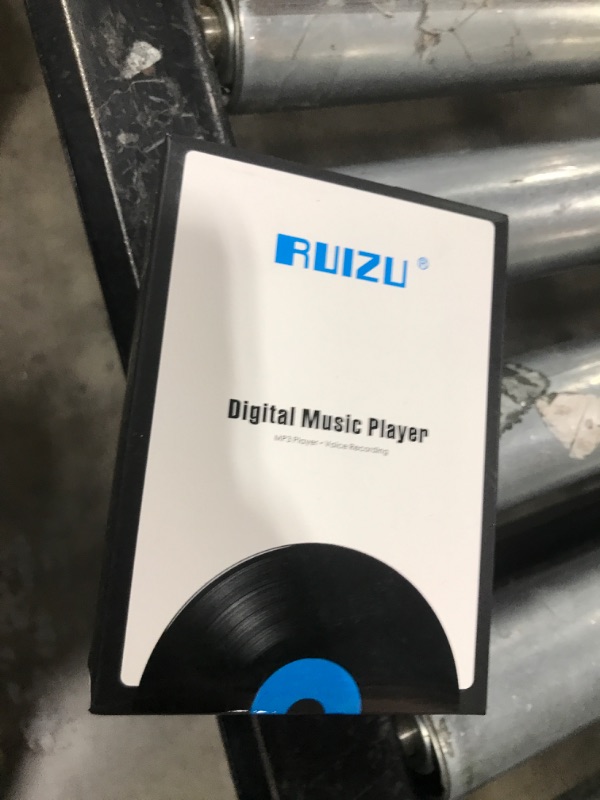 RUIZU ®
Digital Music Player
MP3 Player • Voice Recording